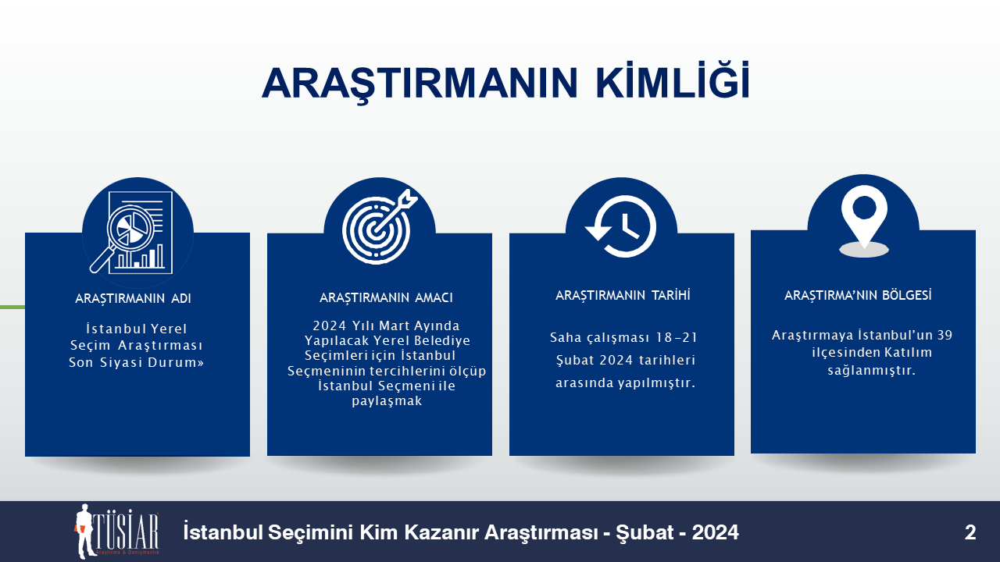 ARAŞTIRMANIN KİMLİĞİ
ARAŞTIRMANIN ADI
İstanbul Yerel
Seçim Araştırması
Son Siyasi Durum»
ARAŞTIRMANIN AMACI
2024 Yılı Mart Ayında
Yapılacak Yerel Belediye
Seçimleri için İstanbul
Seçmeninin tercihlerini ölçüp
İstanbul Seçmeni ile
paylaşmak
ARAŞTIRMANIN TARİHİ
Saha çalışması 18-21
Şubat 2024 tarihleri
arasında yapılmıştır.
ARAŞTIRMA’NIN BÖLGESİ
Araştırmaya İstanbul’un 39
ilçesinden Katılım
sağlanmıştır.
TÜSİAR
Araştırma & Danışmanlık
İstanbul Seçimini Kim Kazanır Araştırması - Şubat - 2024
2